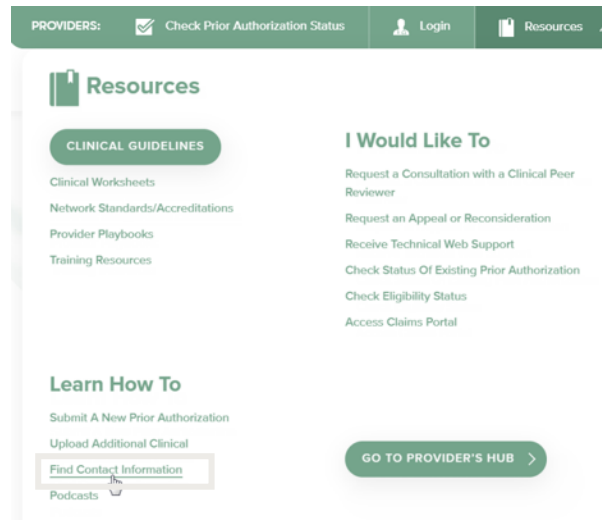 PROVIDERS: Check Prior Authorization Status Login Resources
Resources
CLINICAL GUIDELINES
Clinical Worksheets
Network Standards/Accreditations
Provider Playbooks
Training Resources
I Would Like To
Request a Consultation with a Clinical Peer
Reviewer
Request an Appeal or Reconsideration
Receive Technical Web Support
Check Status Of Existing Prior Authorization
Check Eligibility Status
Access Claims Portal
Learn How To
Submit A New Prior Authorization
Upload Additional Clinical
Find Contact Information
Podcasts
GO TO PROVIDER'S HUB